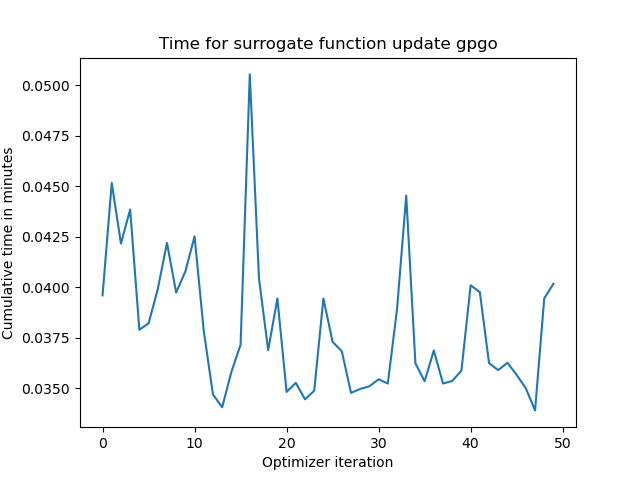 Time for surrogate function update gpgo
Cumulative time in minutes
0.0500
0.0475
0.0450
0.0425
0.0400
0.0375
0.0350
0 10 20 30 40 50
Optimizer iteration